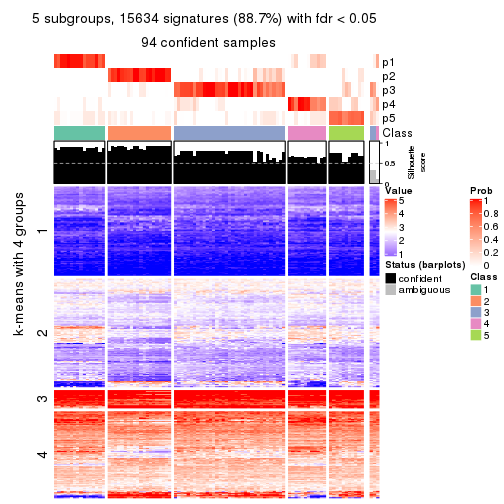 5 subgroups, 15634 signatures (88.7%) with fdr < 0.05
94 confident samples
p1
p2
p3
p4
p5
Class
1
0.5
0
Silhouette
score
k-means with 4 groups
1
2
3
4
Value
5
4
3
2
1
Status (barplots)
confident
ambiguous
Prob
1
0.8
0.6
0.4
0.2
0
Class
1
2
3
4
5